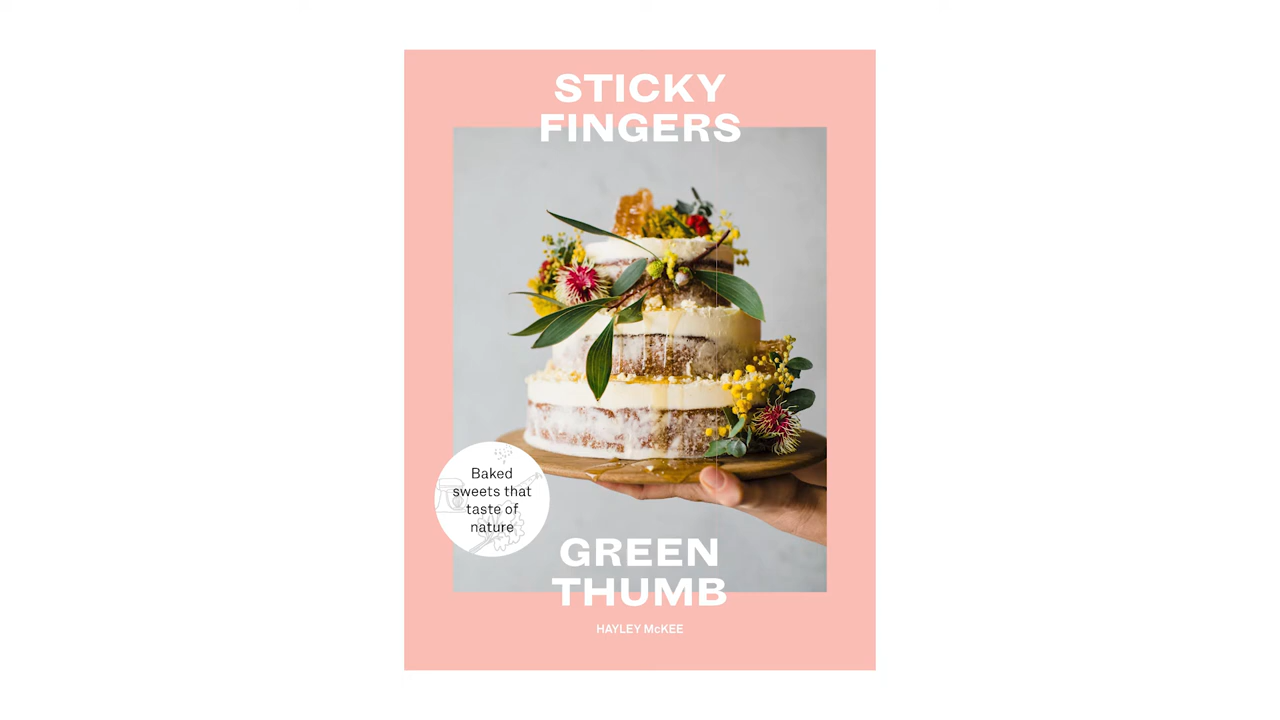 STICKY
FINGERS
Baked
sweets that
taste of
nature
GREEN
THUMB
HAYLEY McKEE